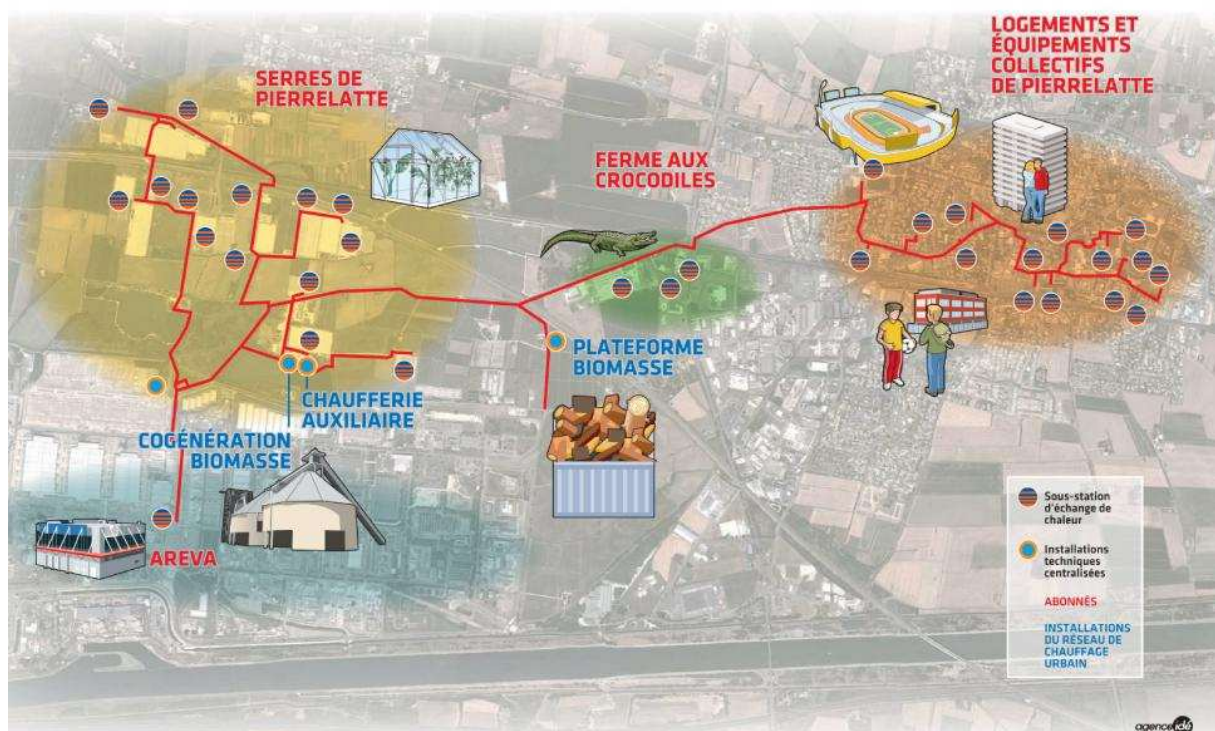 SERRES DE
PIERRELATTE
FERME AUX
CROCODILES
LOGEMENTS ET
ÉQUIPEMENTS
COLLECTIFS
DE PIERRELATTE
PLATEFORME
BIOMASSE
CHAUFFERIE
AUXILIAIRE
COGÉNÉRATION
BIOMASSE
AREVA
Sous-station
d'échange de
chaleur
Installations
techniques
centralisées
ABONNÉS
INSTALLATIONS
DU RÉSEAU DE
CHAUFFAGE
URBAIN
agence idé